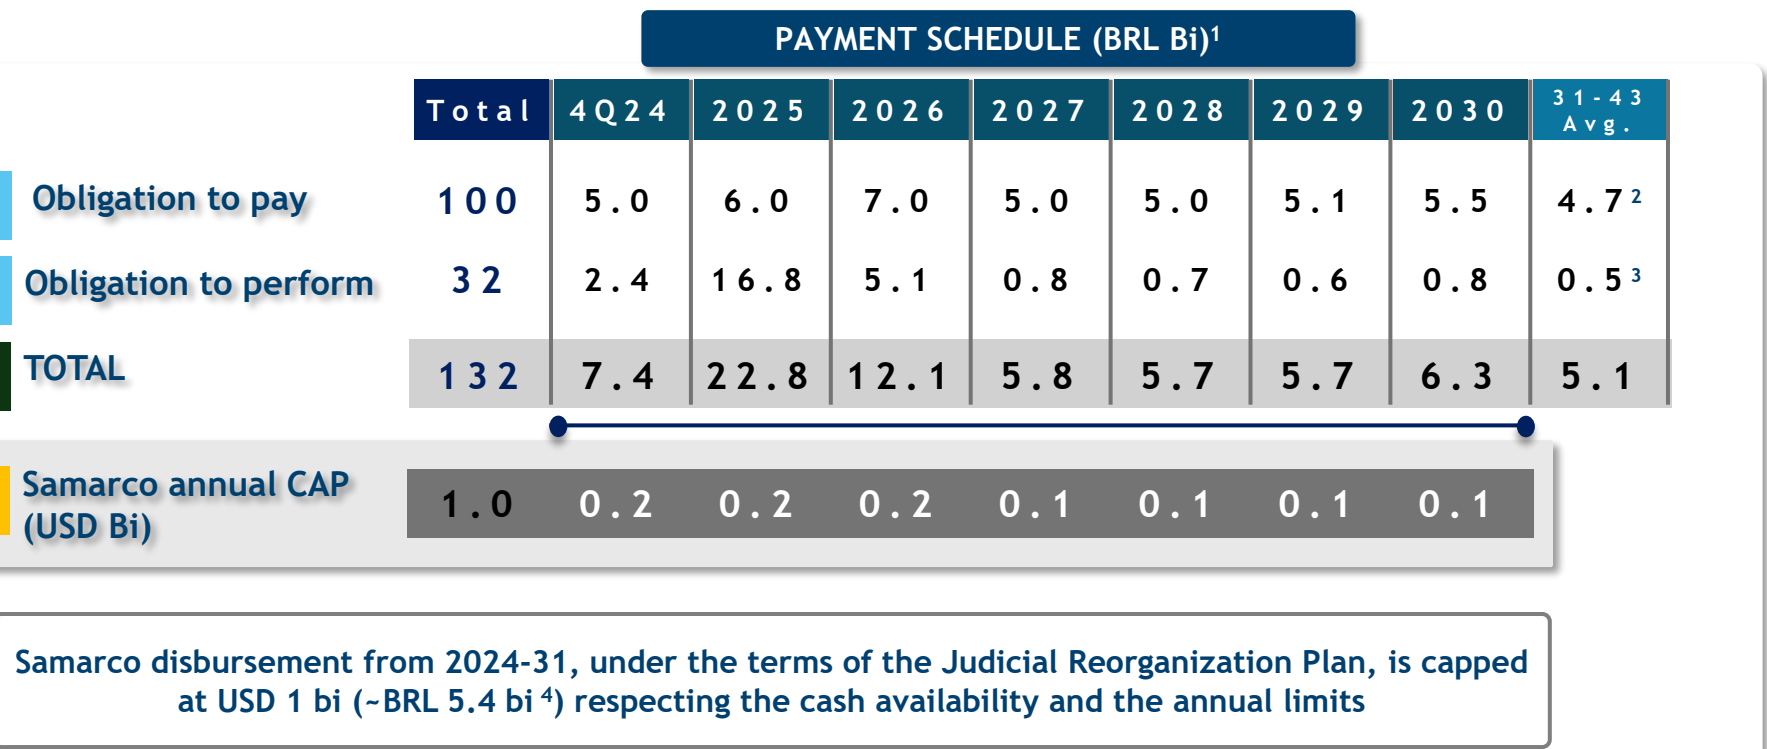 PAYMENT SCHEDULE (BRL Bi)¹
Total 4Q24 2025 2026 2027 2028 2029 2030 31-43 Avg.
Obligation to pay 100 5.0 6.0 7.0 5.0 5.0 5.1 5.5 4.7²
Obligation to perform 32 2.4 16.8 5.1 0.8 0.7 0.6 0.8 0.5³
TOTAL 132 7.4 22.8 12.1 5.8 5.7 5.7 6.3 5.1
Samarco annual CAP
(USD Bi) 1.0 0.2 0.2 0.2 0.1 0.1 0.1 0.1
Samarco disbursement from 2024-31, under the terms of the Judicial Reorganization Plan, is capped
at USD 1 bi (~BRL 5.4 bi ⁴) respecting the cash availability and the annual limits